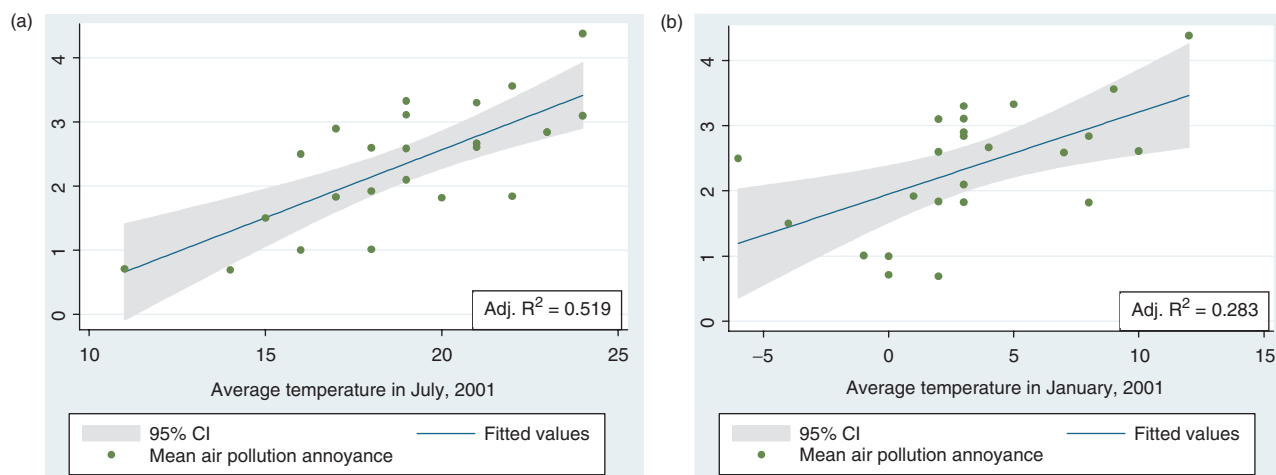 (a)
4
3
2
1
0
Adj. R² = 0.519
10 15 20 25
Average temperature in July, 2001
95% CI Fitted values
Mean air pollution annoyance
(b)
4
3
2
1
0
Adj. R² = 0.283
−5 0 5 10 15
Average temperature in January, 2001
95% CI Fitted values
Mean air pollution annoyance